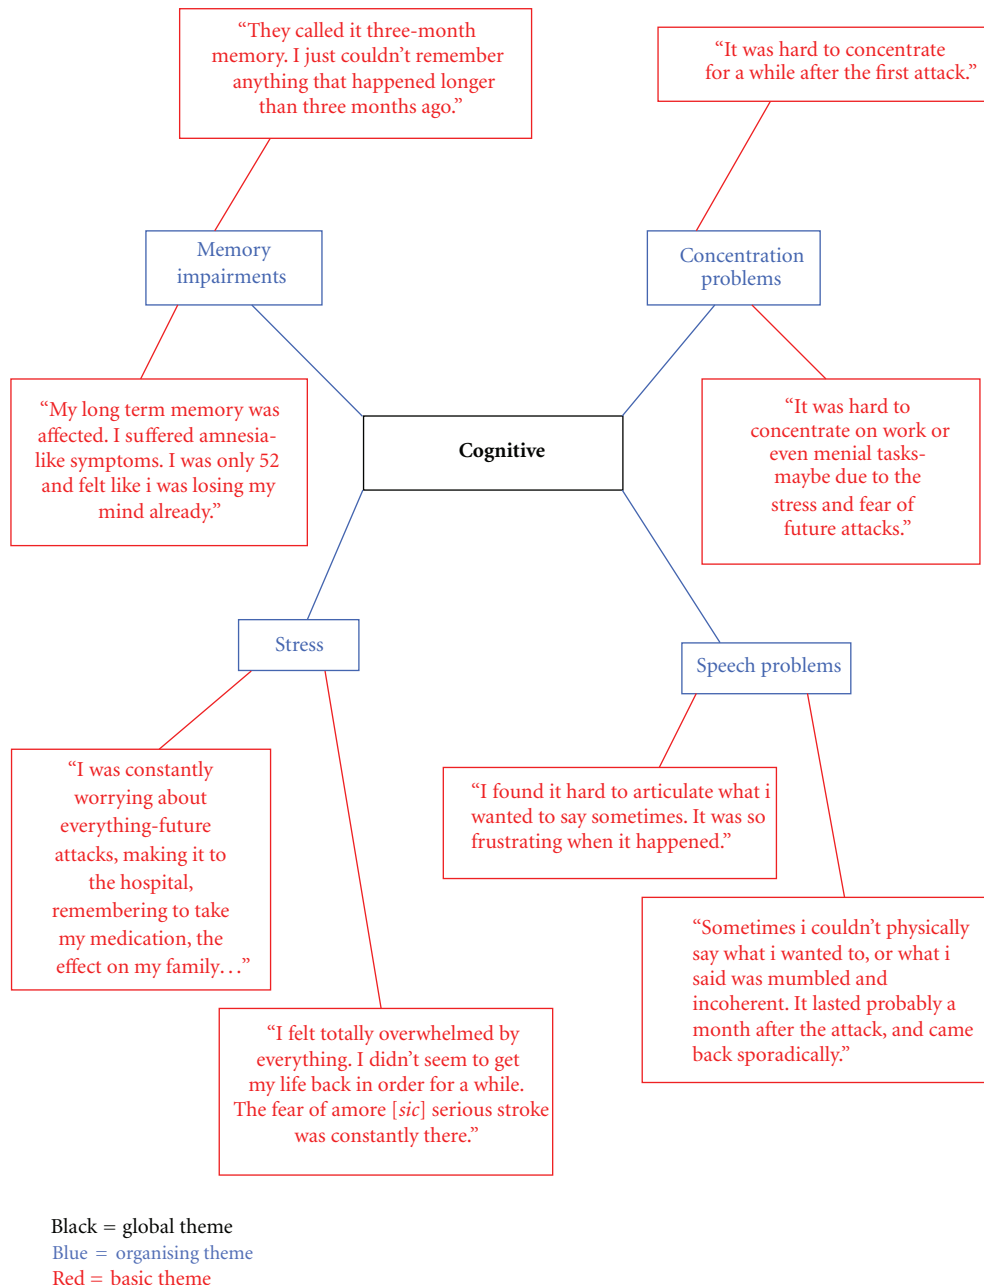 “They called it three-month
memory. I just couldn’t remember
anything that happened longer
than three months ago.”
“It was hard to concentrate
for a while after the first attack.”
Memory
impairments
Concentration
problems
“My long term memory was
affected. I suffered amnesia-
like symptoms. I was only 52
and felt like i was losing my
mind already.”
Cognitive
“It was hard to
concentrate on work or
even menial tasks-
maybe due to the
stress and fear of
future attacks.”
Stress
Speech problems
“I was constantly
worrying about
everything-future
attacks, making it to
the hospital,
remembering to take
my medication, the
effect on my family…”
“I found it hard to articulate what i
wanted to say sometimes. It was so
frustrating when it happened.”
“Sometimes i couldn’t physically
say what i wanted to, or what i
said was mumbled and
incoherent. It lasted probably a
month after the attack, and came
back sporadically.”
“I felt totally overwhelmed by
everything. I didn’t seem to get
my life back in order for a while.
The fear of amore [sic] serious stroke
was constantly there.”
Black = global theme
Blue = organising theme
Red = basic theme